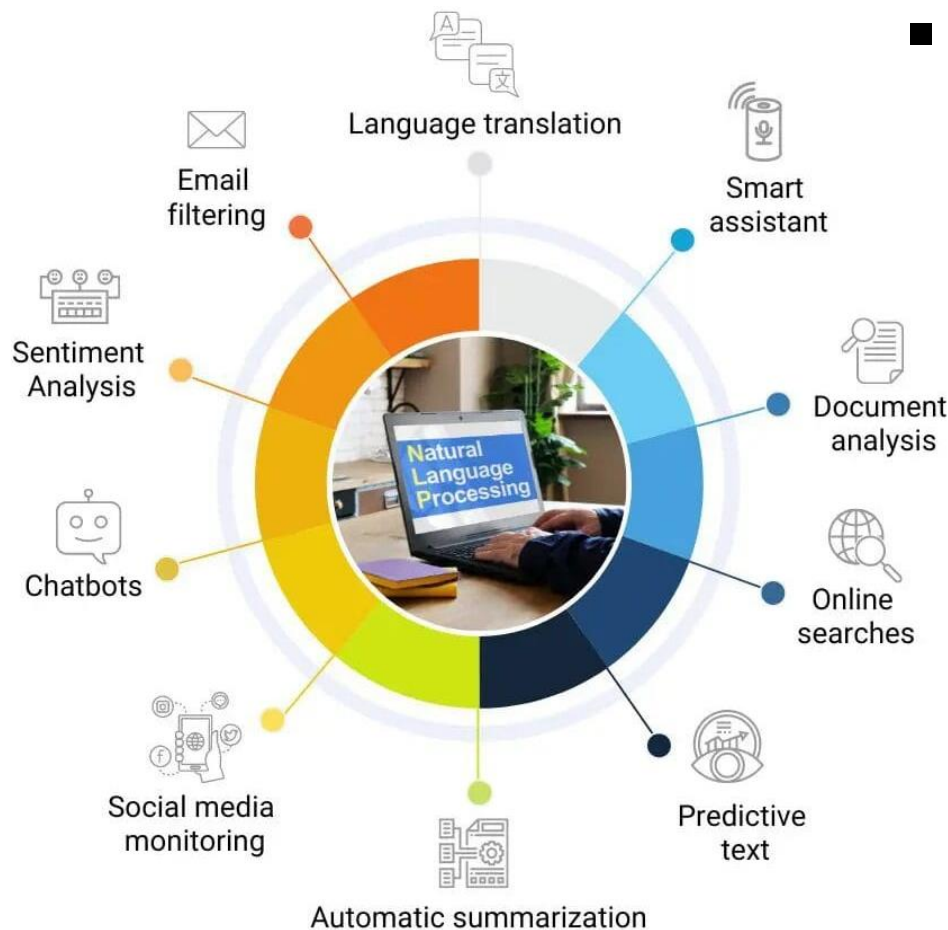 Language translation
Smart
assistant
Document
analysis
Online
searches
Predictive
text
Automatic summarization
Social media
monitoring
Chatbots
Sentiment
Analysis
Email
filtering
Natural
Language
Processing
A
文